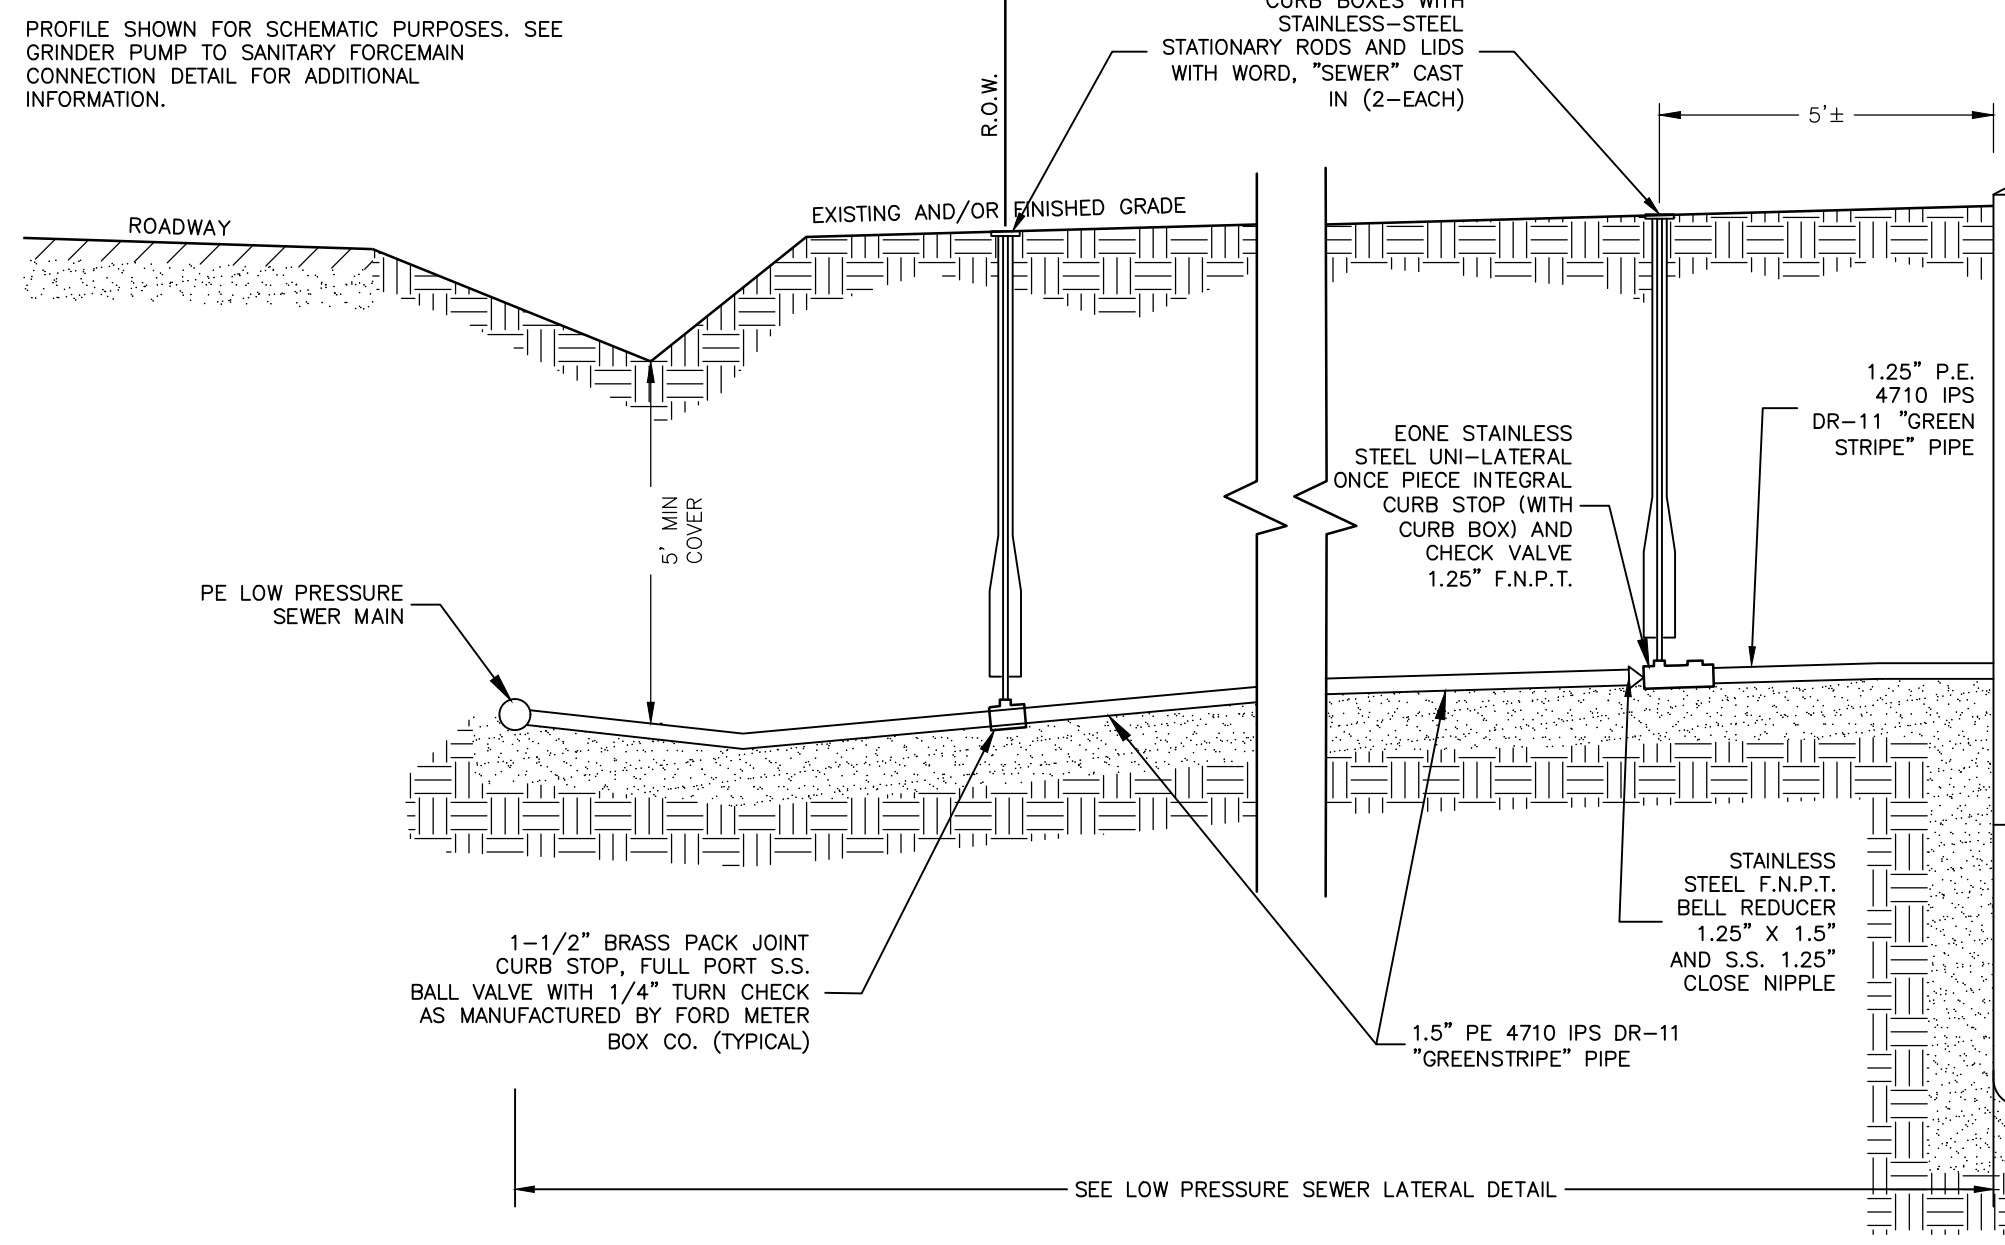 PROFILE SHOWN FOR SCHEMATIC PURPOSES. SEE
GRINDER PUMP TO SANITARY FORCEMAIN
CONNECTION DETAIL FOR ADDITIONAL
INFORMATION.
R.O.W.
CURB BOXES WITH
STAINLESS-STEEL
STATIONARY RODS AND LIDS
WITH WORD, "SEWER" CAST
IN (2-EACH)
5'±
ROADWAY
EXISTING AND/OR FINISHED GRADE
5' MIN
COVER
1.25" P.E.
4710 IPS
DR-11 "GREEN
STRIPE" PIPE
EONE STAINLESS
STEEL UNI-LATERAL
ONCE PIECE INTEGRAL
CURB STOP (WITH
CURB BOX) AND
CHECK VALVE
1.25" F.N.P.T.
PE LOW PRESSURE
SEWER MAIN
STAINLESS
STEEL F.N.P.T.
BELL REDUCER
1.25" X 1.5"
AND S.S. 1.25"
CLOSE NIPPLE
1-1/2" BRASS PACK JOINT
CURB STOP, FULL PORT S.S.
BALL VALVE WITH 1/4" TURN CHECK
AS MANUFACTURED BY FORD METER
BOX CO. (TYPICAL)
1.5" PE 4710 IPS DR-11
"GREENSTRIPE" PIPE
SEE LOW PRESSURE SEWER LATERAL DETAIL